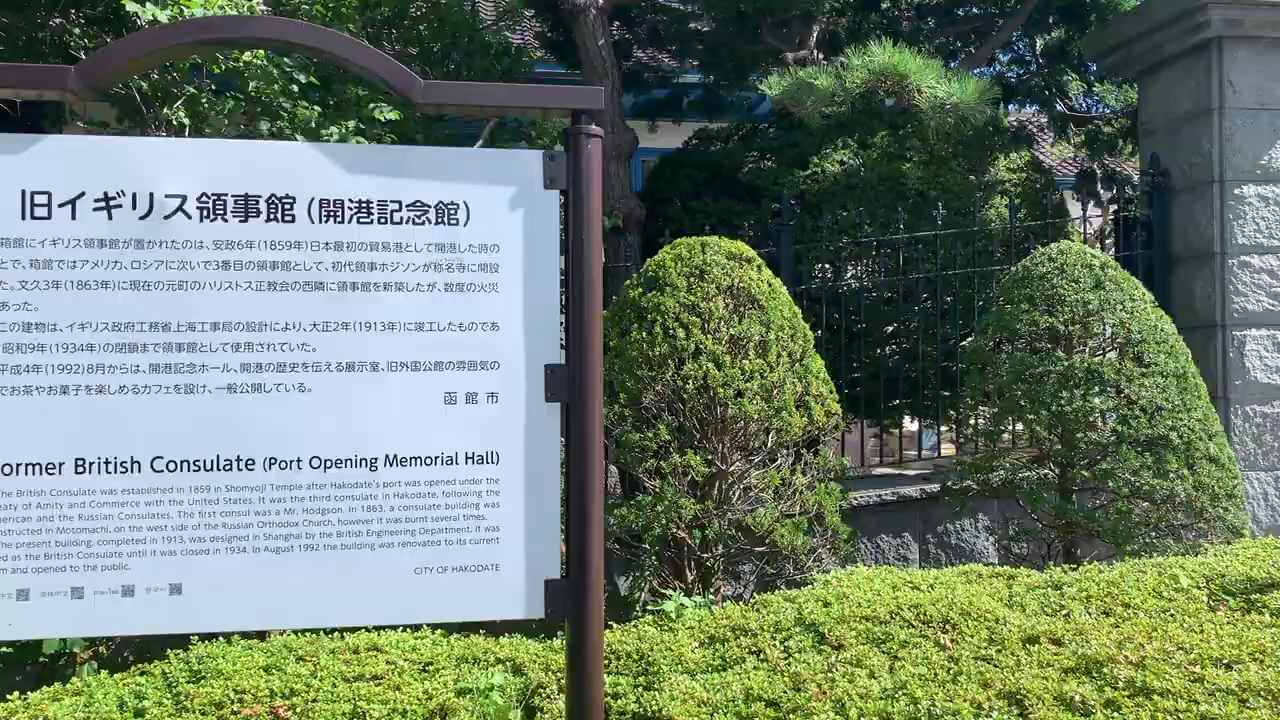 旧イギリス領事館(開港記念館)
箱館にイギリス領事館が置かれたのは、安政6年(1859年)日本最初の貿易港として開港した時の
とで、箱館ではアメリカ、ロシアに次いで3番目の領事館として、初代領事ホジソンが称名寺に開設
た。文久3年(1863年)に現在の元町のハリストス正教会の西隣に領事館を新築したが、数度の火災
あった。
この建物は、イギリス政府工務省上海工事局の設計により、大正2年(1913年)に竣工したものであ
昭和9年(1934年)の閉鎖まで領事館として使用されていた。
平成4年(1992)8月からは、開港記念ホール、開港の歴史を伝える展示室、旧外国公館の雰囲気の
でお茶やお菓子を楽しめるカフェを設け、一般公開している。
函館市
ormer British Consulate (Port Opening Memorial Hall)
he British Consulate was established in 1859 in Shomyoji Temple after Hakodate's port was opened under the
eaty of Amity and Commerce with the United States. It was the third consulate in Hakodate, following the
erican and the Russian Consulates. The first consul was a Mr. Hodgson. In 1863, a consulate building was
nstructed in Motomachi, on the west side of the Russian Orthodox Church, however it was burnt several times.
he present building, completed in 1913, was designed in Shanghai by the British Engineering Department. It was
ed as the British Consulate until it was closed in 1934. In August 1992 the building was renovated to its current
m and opened to the public.
CITY OF HAKODATE
中文 简体中文 한국어